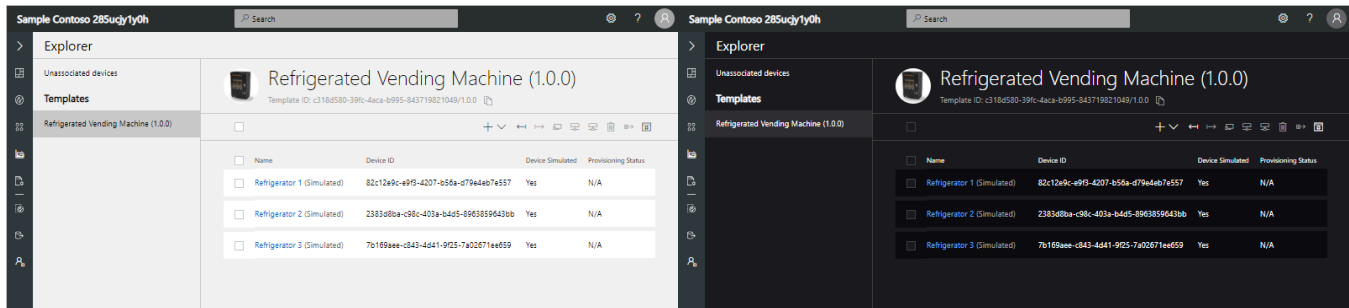 Sample Contoso 285ucjy1y0h
Search
?
Explorer
Unassociated devices
Templates
Refrigerated Vending Machine (1.0.0)
Refrigerated Vending Machine (1.0.0)
Template ID: c318d580-39fc-4aca-b995-843719821049/1.0.0
Name Device ID Device Simulated Provisioning Status
Refrigerator 1 (Simulated) 82c12e9c-e9f3-4207-b56a-d79e4eb7e557 Yes N/A
Refrigerator 2 (Simulated) 2383d8ba-c98c-403a-b4d5-8963859643bb Yes N/A
Refrigerator 3 (Simulated) 7b169aee-c843-4d41-9f25-7a02671ee659 Yes N/A
Sample Contoso 285ucjy1y0h
Search
?
Explorer
Unassociated devices
Templates
Refrigerated Vending Machine (1.0.0)
Refrigerated Vending Machine (1.0.0)
Template ID: c318d580-39fc-4aca-b995-843719821049/1.0.0
Name Device ID Device Simulated Provisioning Status
Refrigerator 1 (Simulated) 82c12e9c-e9f3-4207-b56a-d79e4eb7e557 Yes N/A
Refrigerator 2 (Simulated) 2383d8ba-c98c-403a-b4d5-8963859643bb Yes N/A
Refrigerator 3 (Simulated) 7b169aee-c843-4d41-9f25-7a02671ee659 Yes N/A